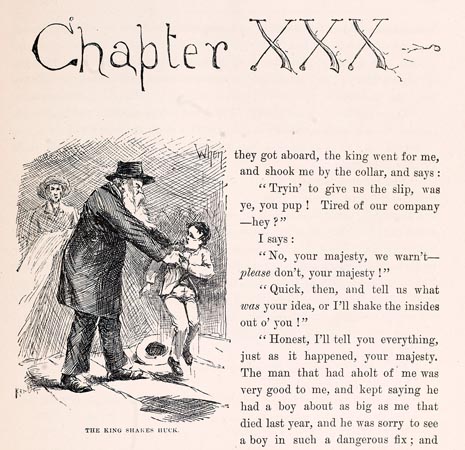 Chapter XXX
When
they got aboard, the king went for me,
and shook me by the collar, and says:
"Tryin' to give us the slip, was
ye, you pup! Tired of our company
—hey?"
I says:
"No, your majesty, we warn't—
please don't, your majesty!"
"Quick, then, and tell us what
was your idea, or I'll shake the insides
out o' you!"
"Honest, I'll tell you everything,
just as it happened, your majesty.
The man that had aholt of me was
very good to me, and kept saying he
had a boy about as big as me that
died last year, and he was sorry to see
a boy in such a dangerous fix; and
THE KING SHAKES HUCK.